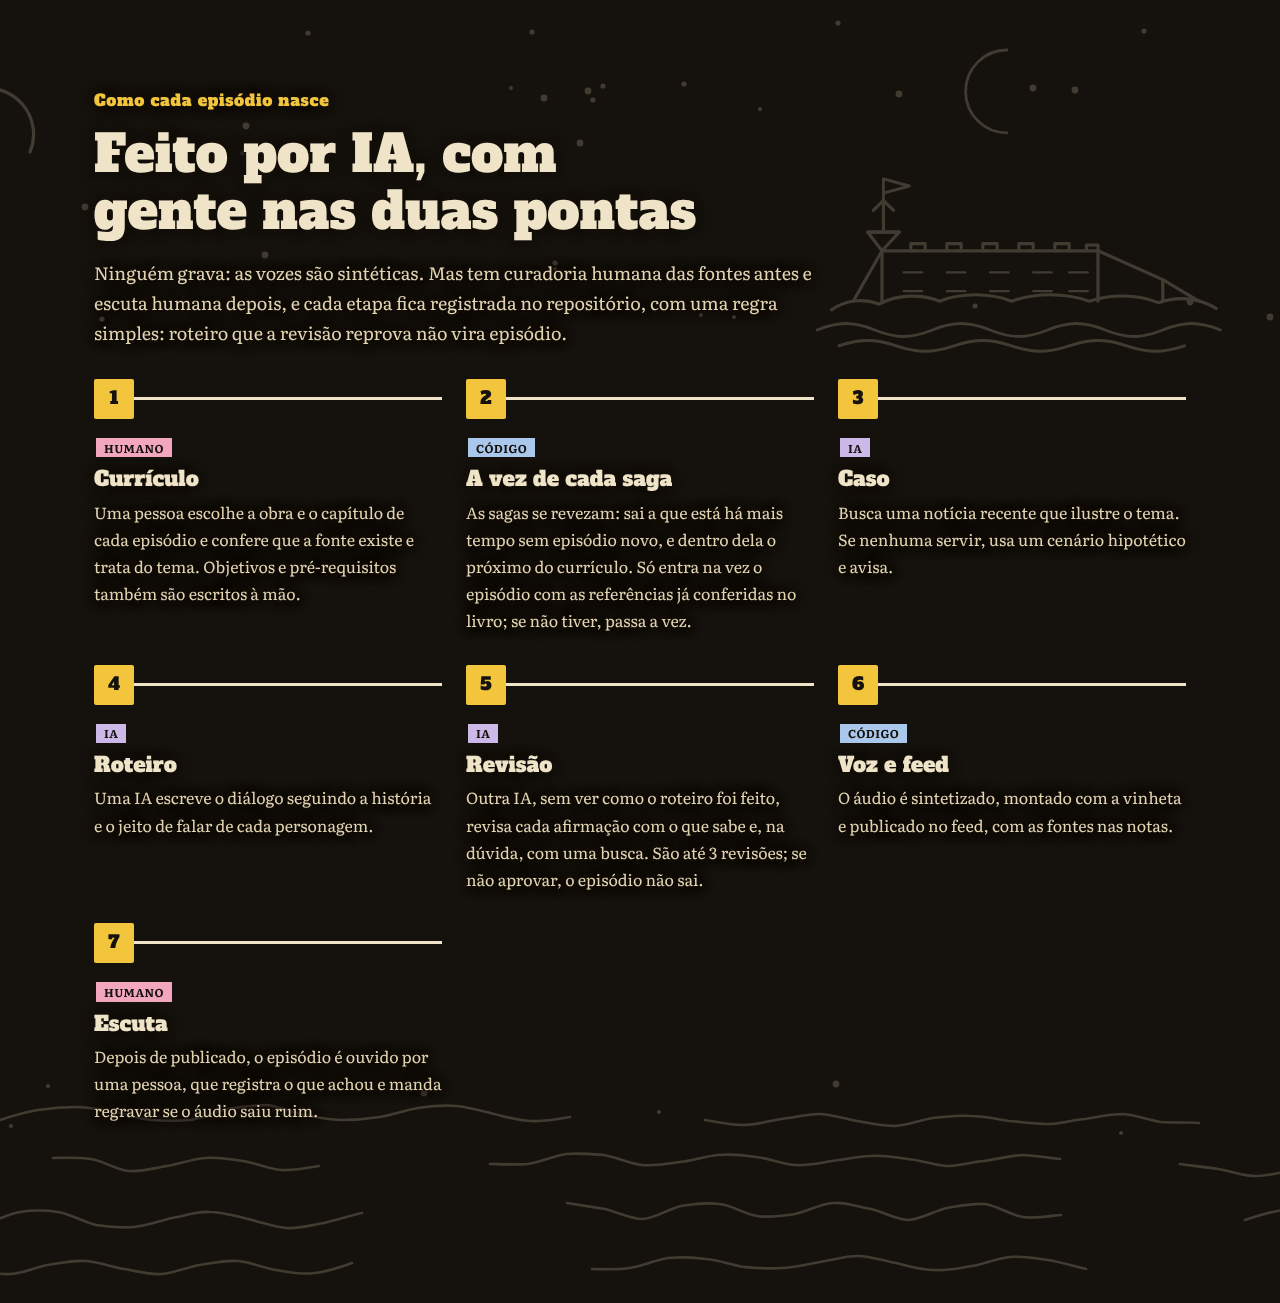 Como cada episódio nasce
Feito por IA, com
gente nas duas pontas
Ninguém grava: as vozes são sintéticas. Mas tem curadoria humana das fontes antes e
escuta humana depois, e cada etapa fica registrada no repositório, com uma regra
simples: roteiro que a revisão reprova não vira episódio.
1
HUMANO
Currículo
Uma pessoa escolhe a obra e o capítulo de
cada episódio e confere que a fonte existe e
trata do tema. Objetivos e pré-requisitos
também são escritos à mão.
2
CÓDIGO
A vez de cada saga
As sagas se revezam: sai a que está há mais
tempo sem episódio novo, e dentro dela o
próximo do currículo. Só entra na vez o
episódio com as referências já conferidas no
livro; se não tiver, passa a vez.
3
IA
Caso
Busca uma notícia recente que ilustre o tema.
Se nenhuma servir, usa um cenário hipotético
e avisa.
4
IA
Roteiro
Uma IA escreve o diálogo seguindo a história
e o jeito de falar de cada personagem.
5
IA
Revisão
Outra IA, sem ver como o roteiro foi feito,
revisa cada afirmação com o que sabe e, na
dúvida, com uma busca. São até 3 revisões; se
não aprovar, o episódio não sai.
6
CÓDIGO
Voz e feed
O áudio é sintetizado, montado com a vinheta
e publicado no feed, com as fontes nas notas.
7
HUMANO
Escuta
Depois de publicado, o episódio é ouvido por
uma pessoa, que registra o que achou e manda
regravar se o áudio saiu ruim.